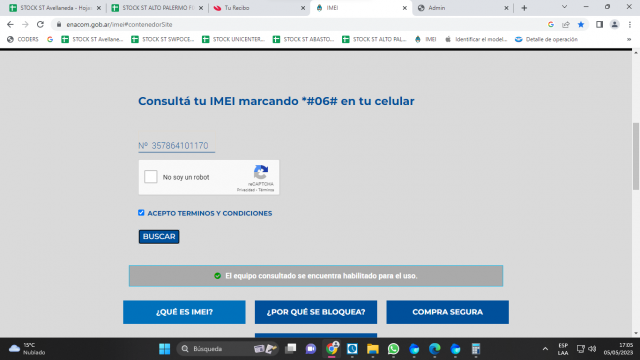 STOCK ST Avellaneda - Hoja
STOCK ST ALTO PALERMO F
Tu Recibo
IMEI
Admin
enacom.gob.ar/imei#contenedorSite
CODERS
STOCK ST Avellane...
STOCK ST SWPOCE...
STOCK UNICENTER...
STOCK ST ABASTO...
STOCK ST ALTO PAL...
IMEI
Identificar el model...
Detalle de operación
Consultá tu IMEI marcando *#06# en tu celular
Nº 357864101170
No soy un robot
reCAPTCHA
Privacidad - Términos
ACEPTO TERMINOS Y CONDICIONES
BUSCAR
El equipo consultado se encuentra habilitado para el uso.
¿QUÉ ES IMEI?
¿POR QUÉ SE BLOQUEA?
COMPRA SEGURA
15°C
Nublado
Búsqueda
ESP
LAA
17:05
05/05/2023